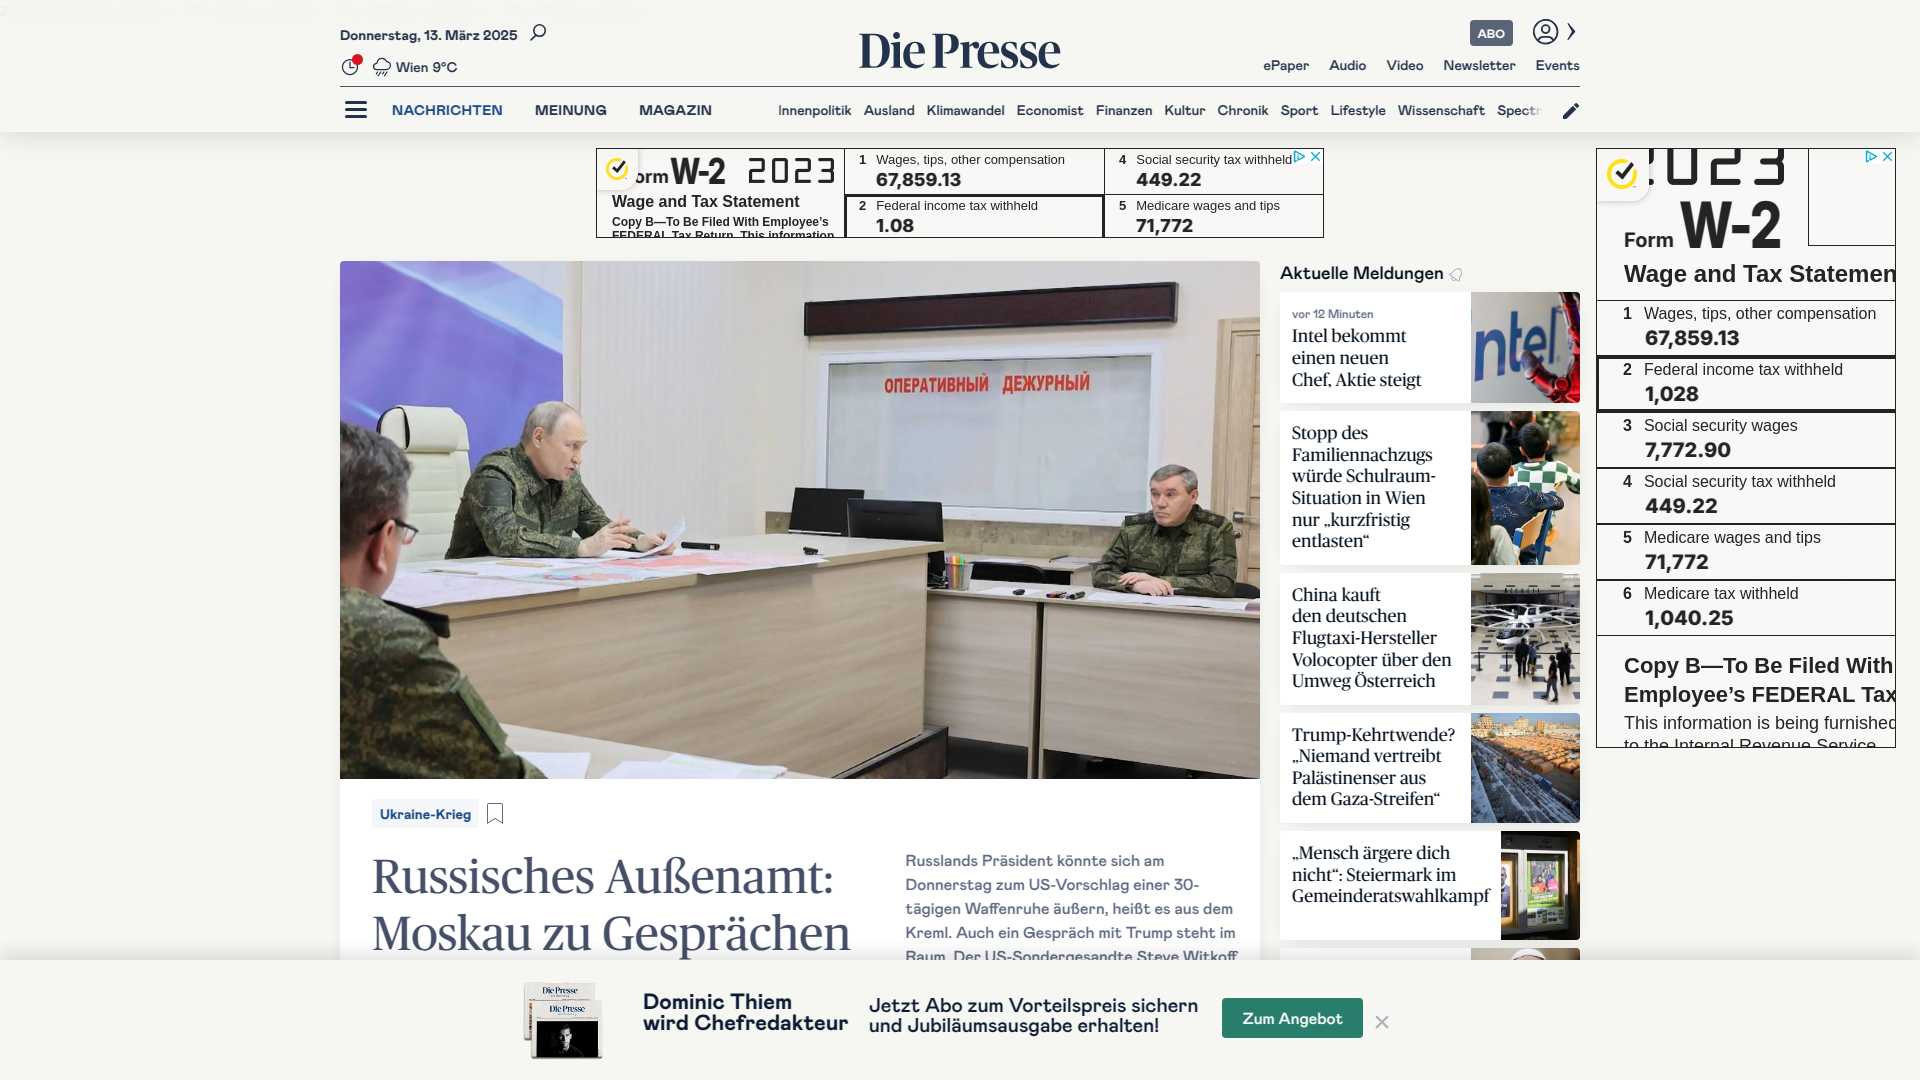 Donnerstag, 13. März 2025
Wien 9°C
Die Presse
ABO
ePaper Audio Video Newsletter Events
NACHRICHTEN MEINUNG MAGAZIN
Innenpolitik Ausland Klimawandel Economist Finanzen Kultur Chronik Sport Lifestyle Wissenschaft Spectr
orm W-2 2023
Wage and Tax Statement
Copy B—To Be Filed With Employee’s
FEDERAL Tax Return. This information
1 Wages, tips, other compensation
67,859.13
2 Federal income tax withheld
1.08
4 Social security tax withheld
449.22
5 Medicare wages and tips
71,772
2023
Form W-2
Wage and Tax Statemen
1 Wages, tips, other compensation
67,859.13
2 Federal income tax withheld
1,028
3 Social security wages
7,772.90
4 Social security tax withheld
449.22
5 Medicare wages and tips
71,772
6 Medicare tax withheld
1,040.25
Copy B—To Be Filed With
Employee’s FEDERAL Tax
This information is being furnished
to the Internal Revenue Service
ОПЕРАТИВНЫЙ ДЕЖУРНЫЙ
Ukraine-Krieg
Russisches Außenamt:
Moskau zu Gesprächen
Russlands Präsident könnte sich am
Donnerstag zum US-Vorschlag einer 30-
tägigen Waffenruhe äußern, heißt es aus dem
Kreml. Auch ein Gespräch mit Trump steht im
Raum. Der US-Sondergesandte Steve Witkoff
Aktuelle Meldungen
vor 12 Minuten
Intel bekommt
einen neuen
Chef, Aktie steigt
intel
Stopp des
Familiennachzugs
würde Schulraum-
Situation in Wien
nur „kurzfristig
entlasten“
China kauft
den deutschen
Flugtaxi-Hersteller
Volocopter über den
Umweg Österreich
Trump-Kehrtwende?
„Niemand vertreibt
Palästinenser aus
dem Gaza-Streifen“
„Mensch ärgere dich
nicht“: Steiermark im
Gemeinderatswahlkampf
Die Presse
Die Presse
Dominic Thiem
wird Chefredakteur
Jetzt Abo zum Vorteilspreis sichern
und Jubiläumsausgabe erhalten!
Zum Angebot